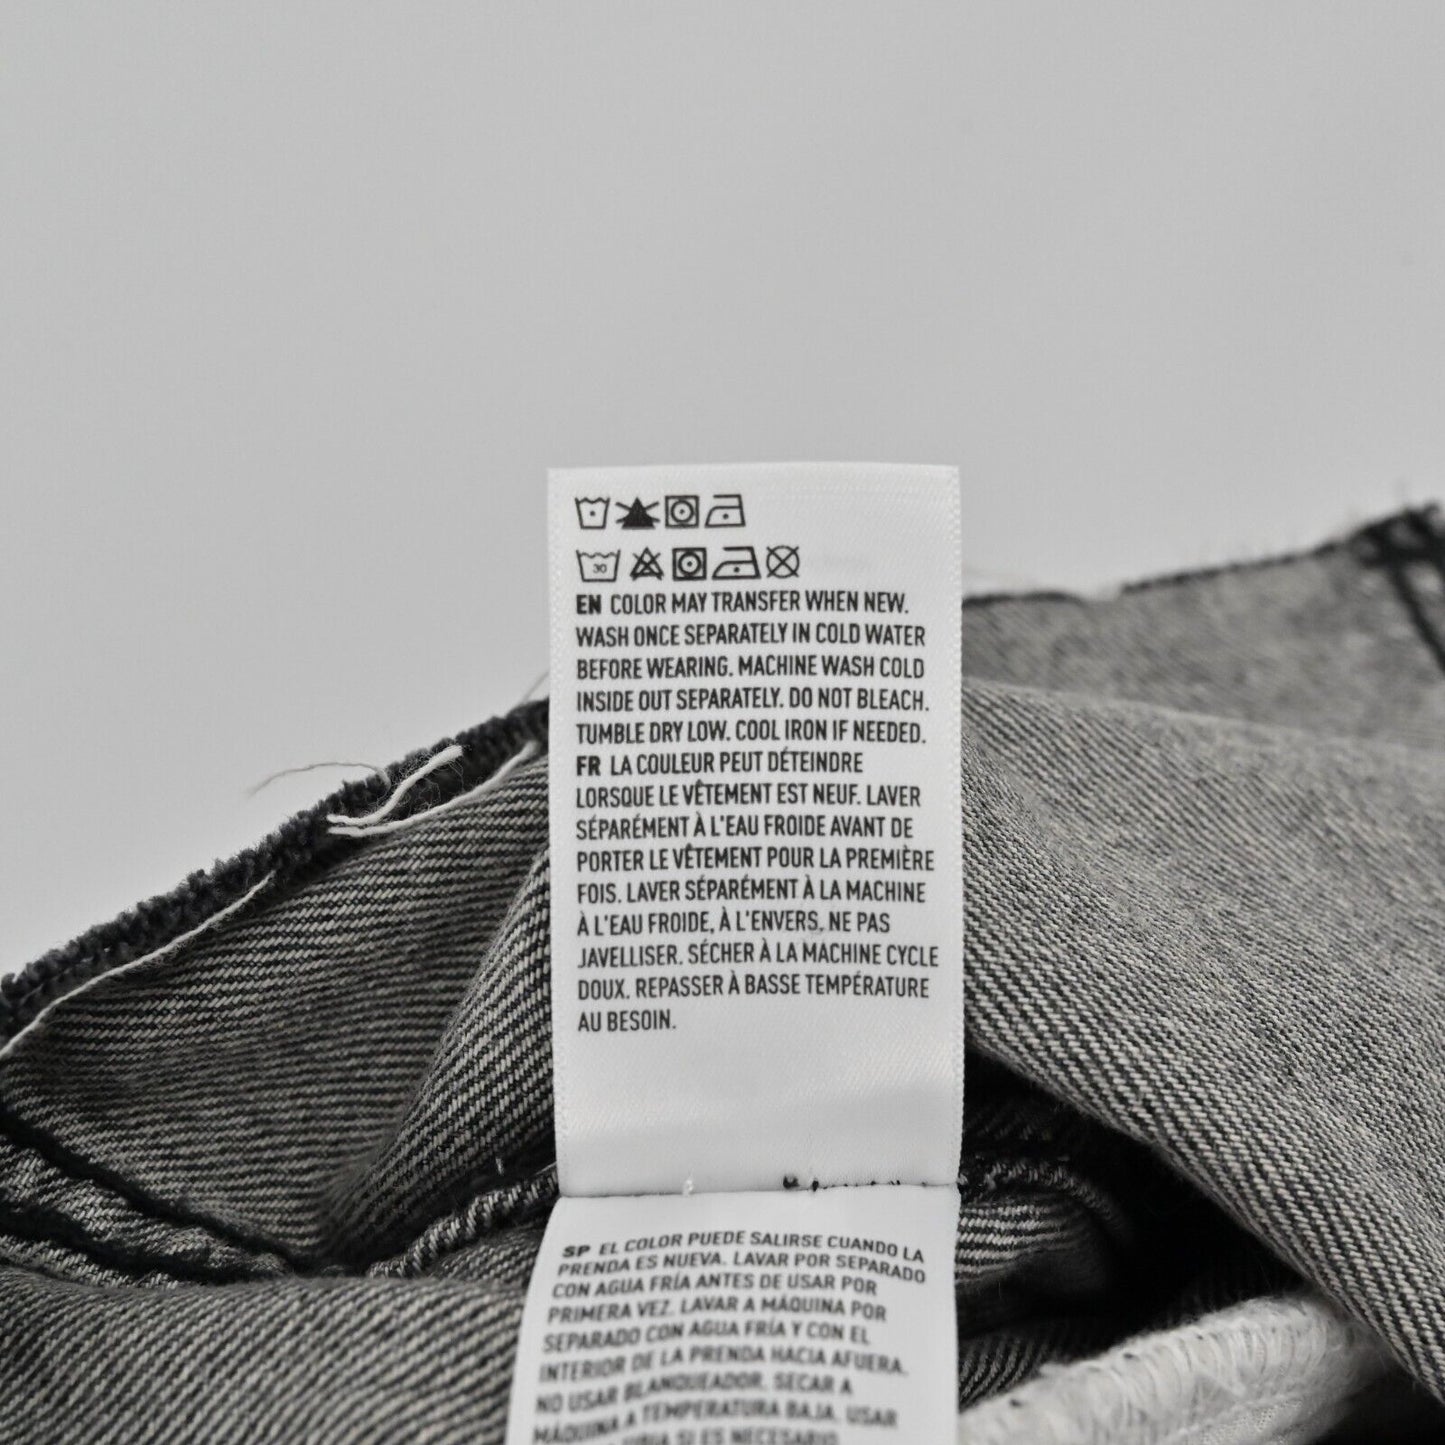 30
EN COLOR MAY TRANSFER WHEN NEW.
WASH ONCE SEPARATELY IN COLD WATER
BEFORE WEARING. MACHINE WASH COLD
INSIDE OUT SEPARATELY. DO NOT BLEACH.
TUMBLE DRY LOW. COOL IRON IF NEEDED.
FR LA COULEUR PEUT DÉTEINDRE
LORSQUE LE VÊTEMENT EST NEUF. LAVER
SÉPARÉMENT À L'EAU FROIDE AVANT DE
PORTER LE VÊTEMENT POUR LA PREMIÈRE
FOIS. LAVER SÉPARÉMENT À LA MACHINE
À L'EAU FROIDE, À L'ENVERS. NE PAS
JAVELLISER. SÉCHER À LA MACHINE CYCLE
DOUX. REPASSER À BASSE TEMPÉRATURE
AU BESOIN.
SP EL COLOR PUEDE SALIRSE CUANDO LA
PRENDA ES NUEVA. LAVAR POR SEPARADO
CON AGUA FRÍA ANTES DE USAR POR
PRIMERA VEZ. LAVAR A MÁQUINA POR
SEPARADO CON AGUA FRÍA Y CON EL
INTERIOR DE LA PRENDA HACIA AFUERA.
NO USAR BLANQUEADOR. SECAR A
MÁQUINA A TEMPERATURA BAJA. USAR
TIBIA SI ES NECESARIO